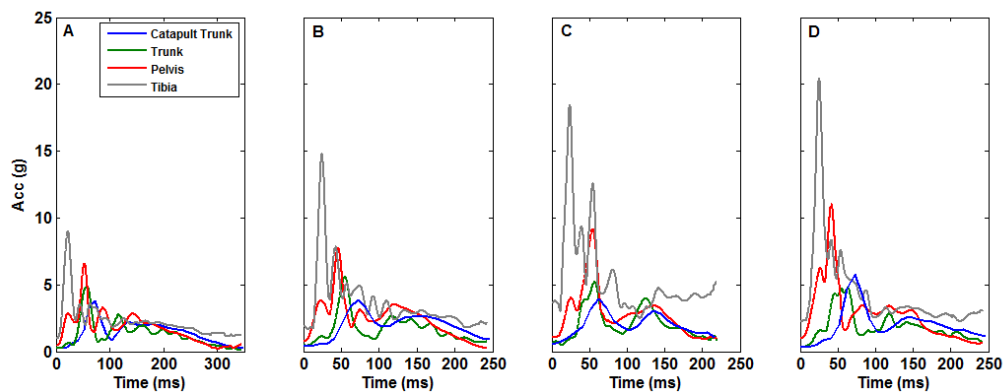 A
B
C
D
Catapult Trunk
Trunk
Pelvis
Tibia
Acc (g)
25
20
15
10
5
0
0 100 200 300
0 50 100 150 200 250
0 50 100 150 200 250
0 50 100 150 200 250
Time (ms)
Time (ms)
Time (ms)
Time (ms)